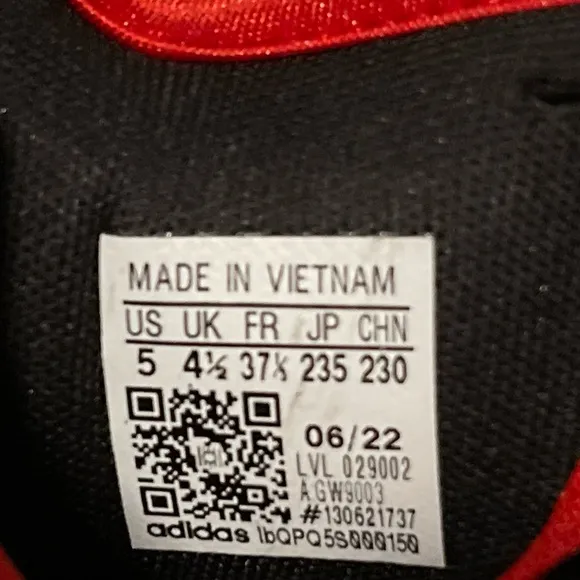 MADE IN VIETNAM
US UK FR JP CHN
5 4½ 37⅓ 235 230
06/22
LVL 029002
A GW9003
#130621737
adidas lbQPQ5S000150